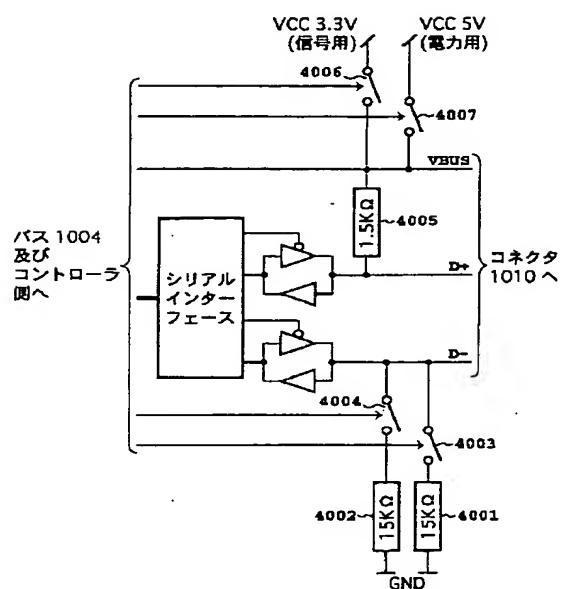 VCC 3.3V
(信号用)
VCC 5V
(電力用)
4006
4007
VBUS
1.5KΩ
4005
バス 1004
及び
コントローラ
側へ
シリアル
インター
フェース
D+
コネクタ
1010 へ
D-
4004
4003
4002
15KΩ
15KΩ
4001
GND